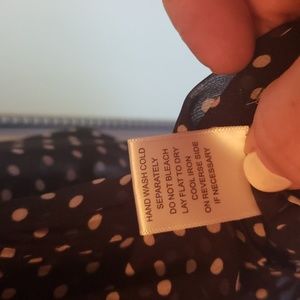 HAND WASH COLD
SEPARATELY
DO NOT BLEACH
LAY FLAT TO DRY
COOL IRON
ON REVERSE SIDE
IF NECESSARY